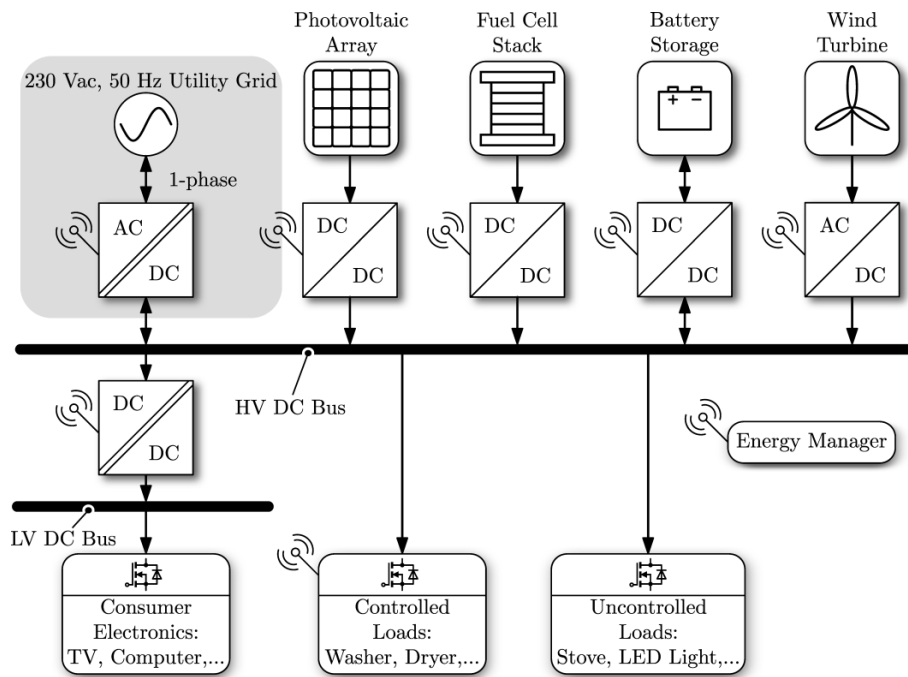 Photovoltaic
Array
Fuel Cell
Stack
Battery
Storage
Wind
Turbine
230 Vac, 50 Hz Utility Grid
+ −
1-phase
AC
DC
DC
DC
DC
DC
DC
DC
AC
DC
HV DC Bus
DC
DC
Energy Manager
LV DC Bus
Consumer
Electronics:
TV, Computer,...
Controlled
Loads:
Washer, Dryer,...
Uncontrolled
Loads:
Stove, LED Light,...